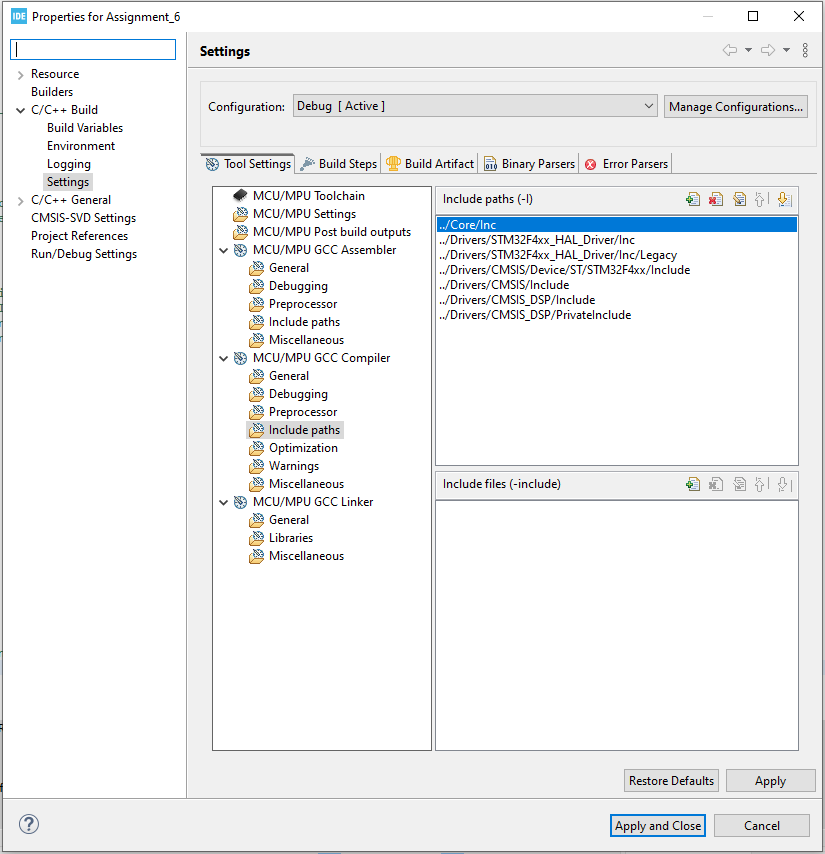 IDE Properties for Assignment_6
Settings
Resource
Builders
C/C++ Build
Build Variables
Environment
Logging
Settings
C/C++ General
CMSIS-SVD Settings
Project References
Run/Debug Settings
Configuration: Debug [ Active ] Manage Configurations...
Tool Settings Build Steps Build Artifact Binary Parsers Error Parsers
MCU/MPU Toolchain
MCU/MPU Settings
MCU/MPU Post build outputs
MCU/MPU GCC Assembler
General
Debugging
Preprocessor
Include paths
Miscellaneous
MCU/MPU GCC Compiler
General
Debugging
Preprocessor
Include paths
Optimization
Warnings
Miscellaneous
MCU/MPU GCC Linker
General
Libraries
Miscellaneous
Include paths (-I)
../Core/Inc
../Drivers/STM32F4xx_HAL_Driver/Inc
../Drivers/STM32F4xx_HAL_Driver/Inc/Legacy
../Drivers/CMSIS/Device/ST/STM32F4xx/Include
../Drivers/CMSIS/Include
../Drivers/CMSIS_DSP/Include
../Drivers/CMSIS_DSP/PrivateInclude
Include files (-include)
Restore Defaults Apply
Apply and Close Cancel